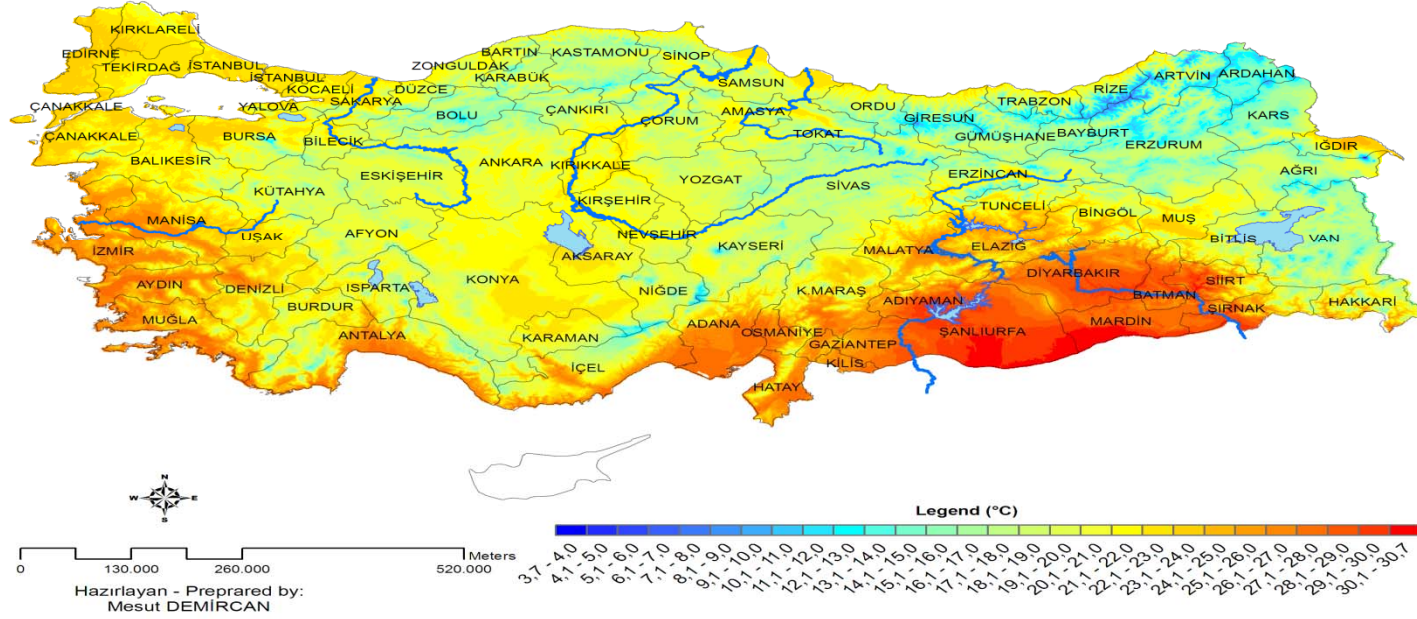 KIRKLARELİ
EDİRNE
TEKİRDAĞ
İSTANBUL
İSTANBUL
KOCAELİ
SAKARYA
DÜZCE
ZONGULDAK
BARTIN
KARABÜK
KASTAMONU
SİNOP
SAMSUN
ÇANAKKALE
ÇANAKKALE
YALOVA
BURSA
BİLECİK
BOLU
ÇANKIRI
ÇORUM
AMASYA
TOKAT
ORDU
GİRESUN
TRABZON
RİZE
ARTVİN
ARDAHAN
KARS
GÜMÜŞHANE
BAYBURT
ERZURUM
IĞDIR
AĞRI
BALIKESİR
KÜTAHYA
ESKİŞEHİR
ANKARA
KIRIKKALE
YOZGAT
SİVAS
ERZİNCAN
TUNCELİ
BİNGÖL
MUŞ
BİTLİS
VAN
MANİSA
UŞAK
AFYON
KIRŞEHİR
NEVŞEHİR
AKSARAY
KAYSERİ
MALATYA
ELAZIĞ
İZMİR
AYDIN
DENİZLİ
ISPARTA
BURDUR
KONYA
NİĞDE
K.MARAŞ
ADIYAMAN
DİYARBAKIR
BATMAN
SİİRT
ŞIRNAK
HAKKARİ
MUĞLA
ANTALYA
KARAMAN
İÇEL
ADANA
OSMANİYE
GAZİANTEP
KİLİS
HATAY
ŞANLIURFA
MARDİN
N
W E
S
Legend (°C)
3,7 - 4,0
4,1 - 5,0
5,1 - 6,0
6,1 - 7,0
7,1 - 8,0
8,1 - 9,0
9,1 - 10,0
10,1 - 11,0
11,1 - 12,0
12,1 - 13,0
13,1 - 14,0
14,1 - 15,0
15,1 - 16,0
16,1 - 17,0
17,1 - 18,0
18,1 - 19,0
19,1 - 20,0
20,1 - 21,0
21,1 - 22,0
22,1 - 23,0
23,1 - 24,0
24,1 - 25,0
25,1 - 26,0
26,1 - 27,0
27,1 - 28,0
28,1 - 29,0
29,1 - 30,0
30,1 - 30,7
Meters
0 130.000 260.000 520.000
Hazırlayan - Preprared by:
Mesut DEMİRCAN